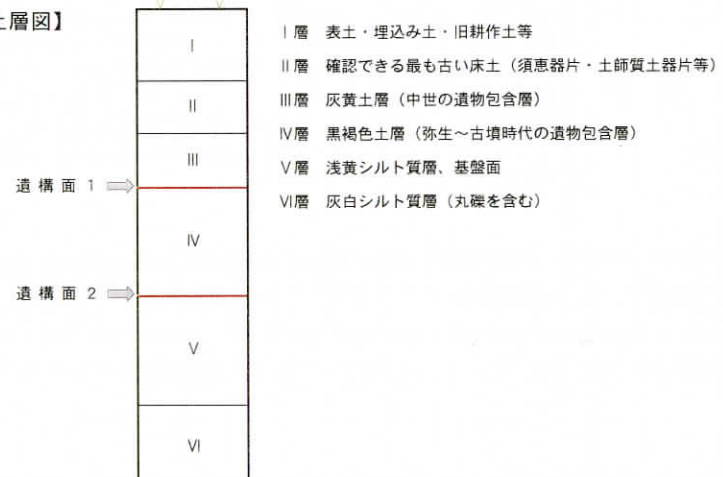 土層図】
I
II
III
IV
V
VI
遺構面 1
遺構面 2
I層 表土・埋込み土・旧耕作土等
II層 確認できる最も古い床土（須恵器片・土師質土器片等）
III層 灰黄土層（中世の遺物包含層）
IV層 黒褐色土層（弥生～古墳時代の遺物包含層）
V層 浅黄シルト質層、基盤面
VI層 灰白シルト質層（丸礫を含む）